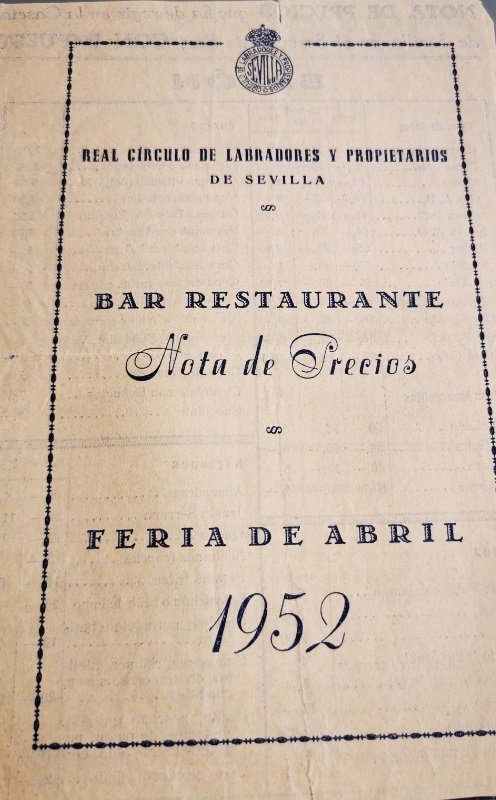 SEVILLA
REAL CÍRCULO DE LABRADORES Y PROPIETARIOS
DE SEVILLA
BAR RESTAURANTE
Nota de Precios
FERIA DE ABRIL
1952